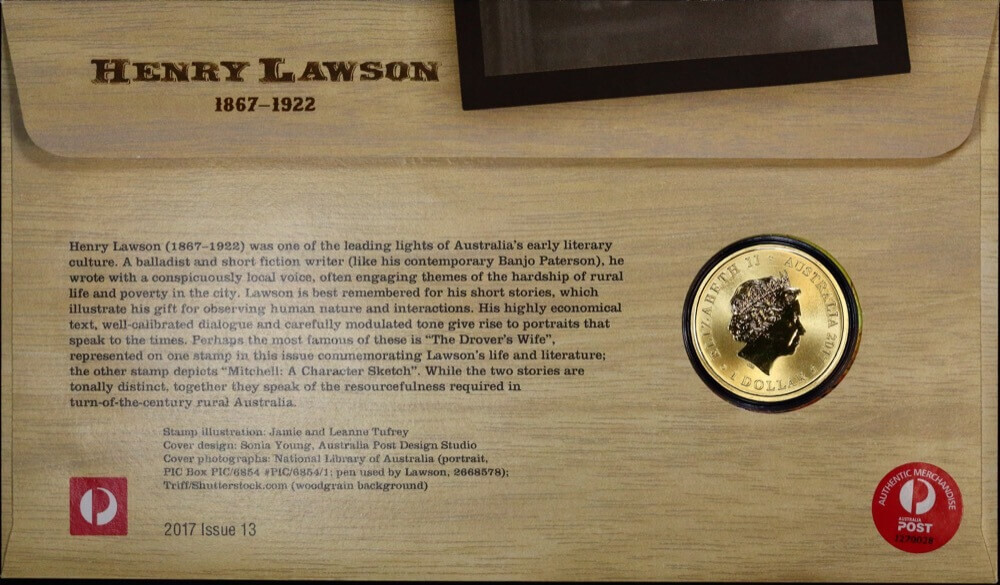 HENRY LAWSON
1867–1922
Henry Lawson (1867–1922) was one of the leading lights of Australia's early literary
culture. A balladist and short fiction writer (like his contemporary Banjo Paterson), he
wrote with a conspicuously local voice, often engaging themes of the hardship of rural
life and poverty in the city. Lawson is best remembered for his short stories, which
illustrate his gift for observing human nature and interactions. His highly economical
text, well-calibrated dialogue and carefully modulated tone give rise to portraits that
speak to the times. Perhaps the most famous of these is “The Drover's Wife”,
represented on one stamp in this issue commemorating Lawson's life and literature;
the other stamp depicts “Mitchell: A Character Sketch”. While the two stories are
tonally distinct, together they speak of the resourcefulness required in
turn-of-the-century rural Australia.
Stamp illustration: Jamie and Leanne Tufrey
Cover design: Sonia Young, Australia Post Design Studio
Cover photographs: National Library of Australia (portrait,
PIC Box PIC/6854 #PIC/6854/1; pen used by Lawson, 2668578);
Triff/Shutterstock.com (woodgrain background)
2017 Issue 13
ELIZABETH II AUSTRALIA
1 DOLLAR
AUTHENTIC MERCHANDISE
AUSTRALIA
POST